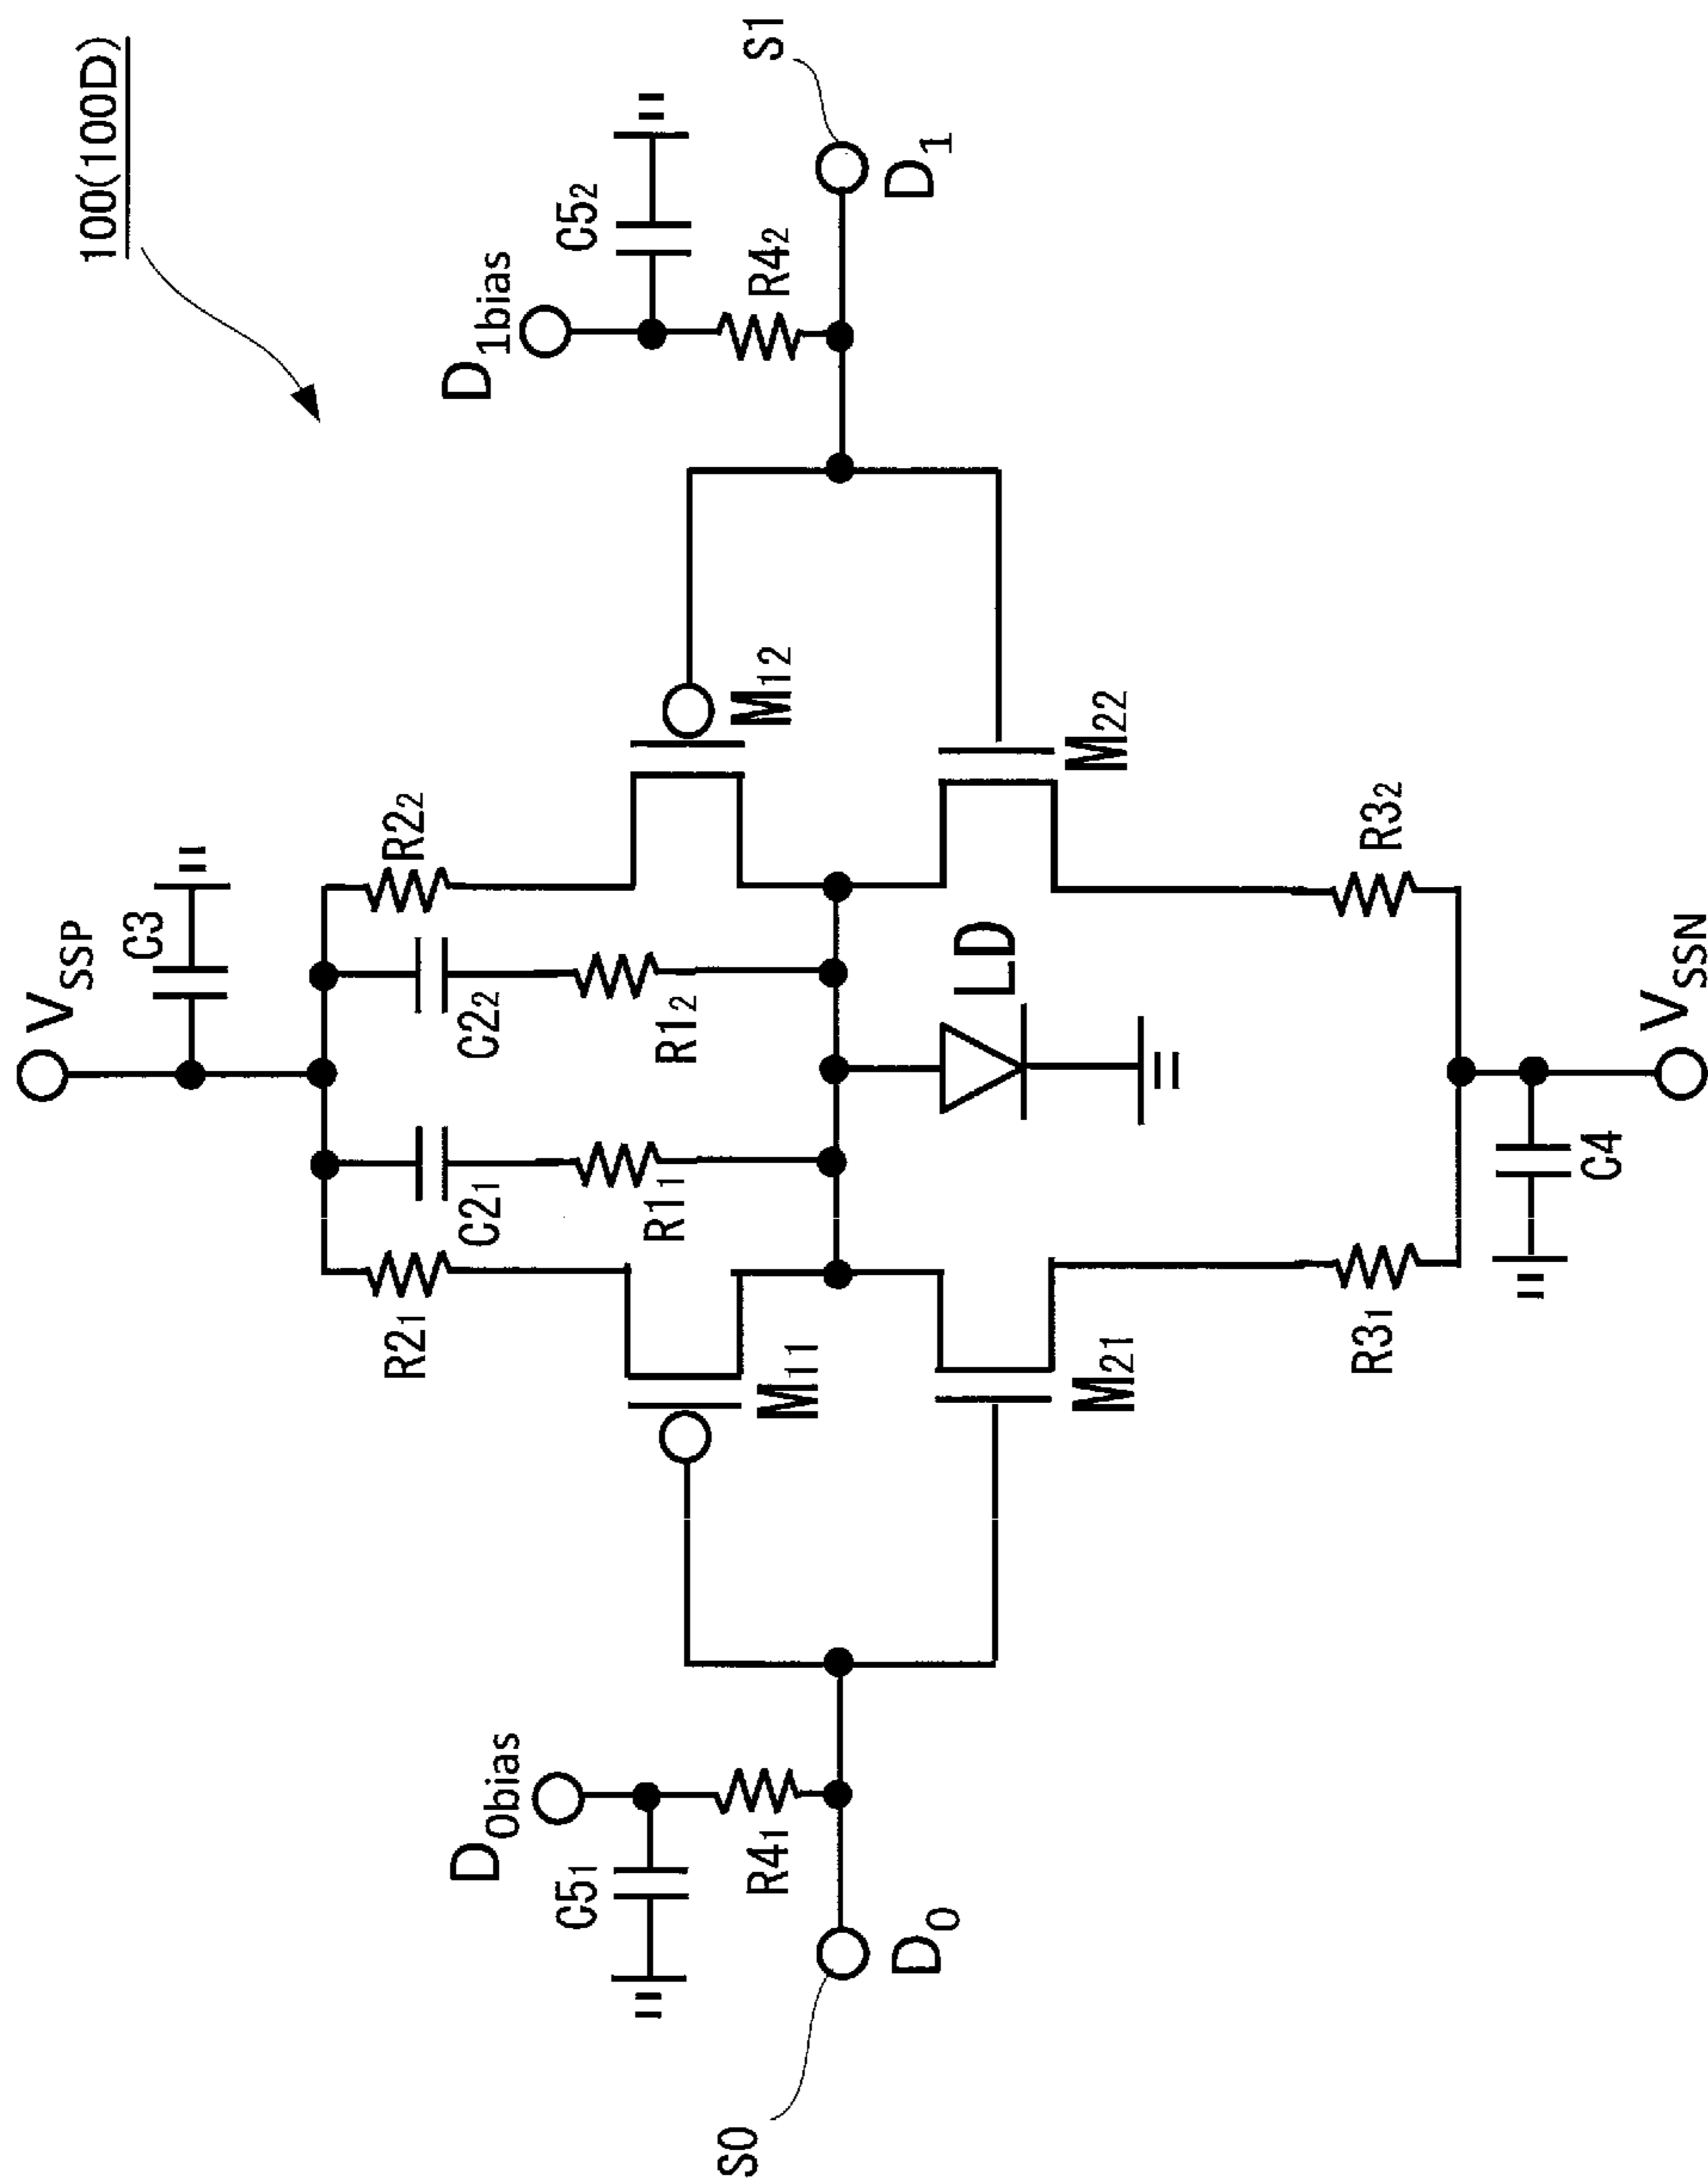 100(100D)
VSSP
C3
R21
C21
C22
R22
R11
R12
D0bias
C51
R41
D1bias
C52
R42
S0
D0
S1
D1
M11
M12
LD
M21
M22
R31
R32
C4
VSSN